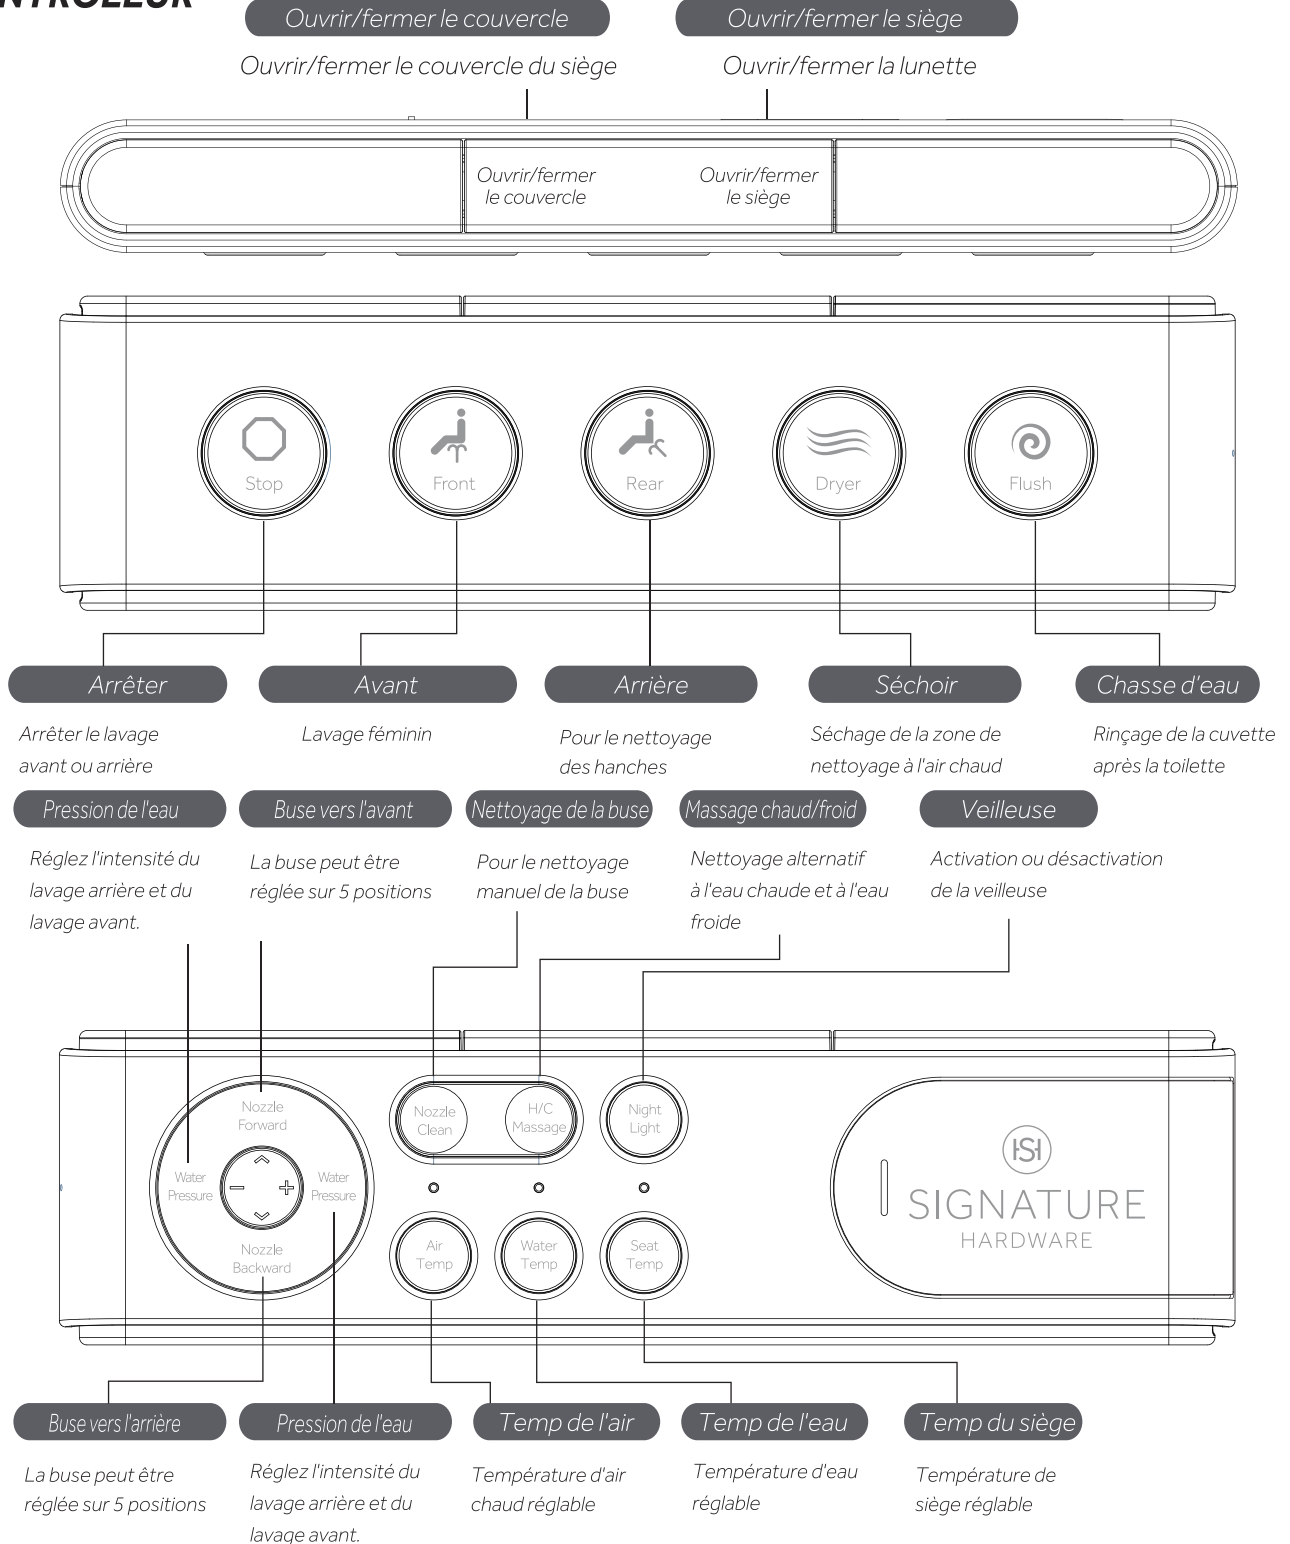 Ouvrir/fermer le couvercle
Ouvrir/fermer le siège
Ouvrir/fermer le couvercle du siège
Ouvrir/fermer la lunette
Ouvrir/fermer
le couvercle
Ouvrir/fermer
le siège
Stop
Front
Rear
Dryer
Flush
Arrêter
Avant
Arrière
Séchoir
Chasse d'eau
Arrêter le lavage
avant ou arrière
Lavage féminin
Pour le nettoyage
des hanches
Séchage de la zone de
nettoyage à l'air chaud
Rinçage de la cuvette
après la toilette
Pression de l'eau
Buse vers l'avant
Nettoyage de la buse
Massage chaud/froid
Veilleuse
Réglez l'intensité du
lavage arrière et du
lavage avant.
La buse peut être
réglée sur 5 positions
Pour le nettoyage
manuel de la buse
Nettoyage alternatif
à l'eau chaude et à l'eau
froide
Activation ou désactivation
de la veilleuse
Nozzle
Forward
Water
Pressure
Water
Pressure
Nozzle
Backward
Nozzle
Clean
H/C
Massage
Night
Light
Air
Temp
Water
Temp
Seat
Temp
SIGNATURE
HARDWARE
Buse vers l'arrière
Pression de l'eau
Temp de l'air
Temp de l'eau
Temp du siège
La buse peut être
réglée sur 5 positions
Réglez l'intensité du
lavage arrière et du
lavage avant.
Température d'air
chaud réglable
Température d'eau
réglable
Température de
siège réglable